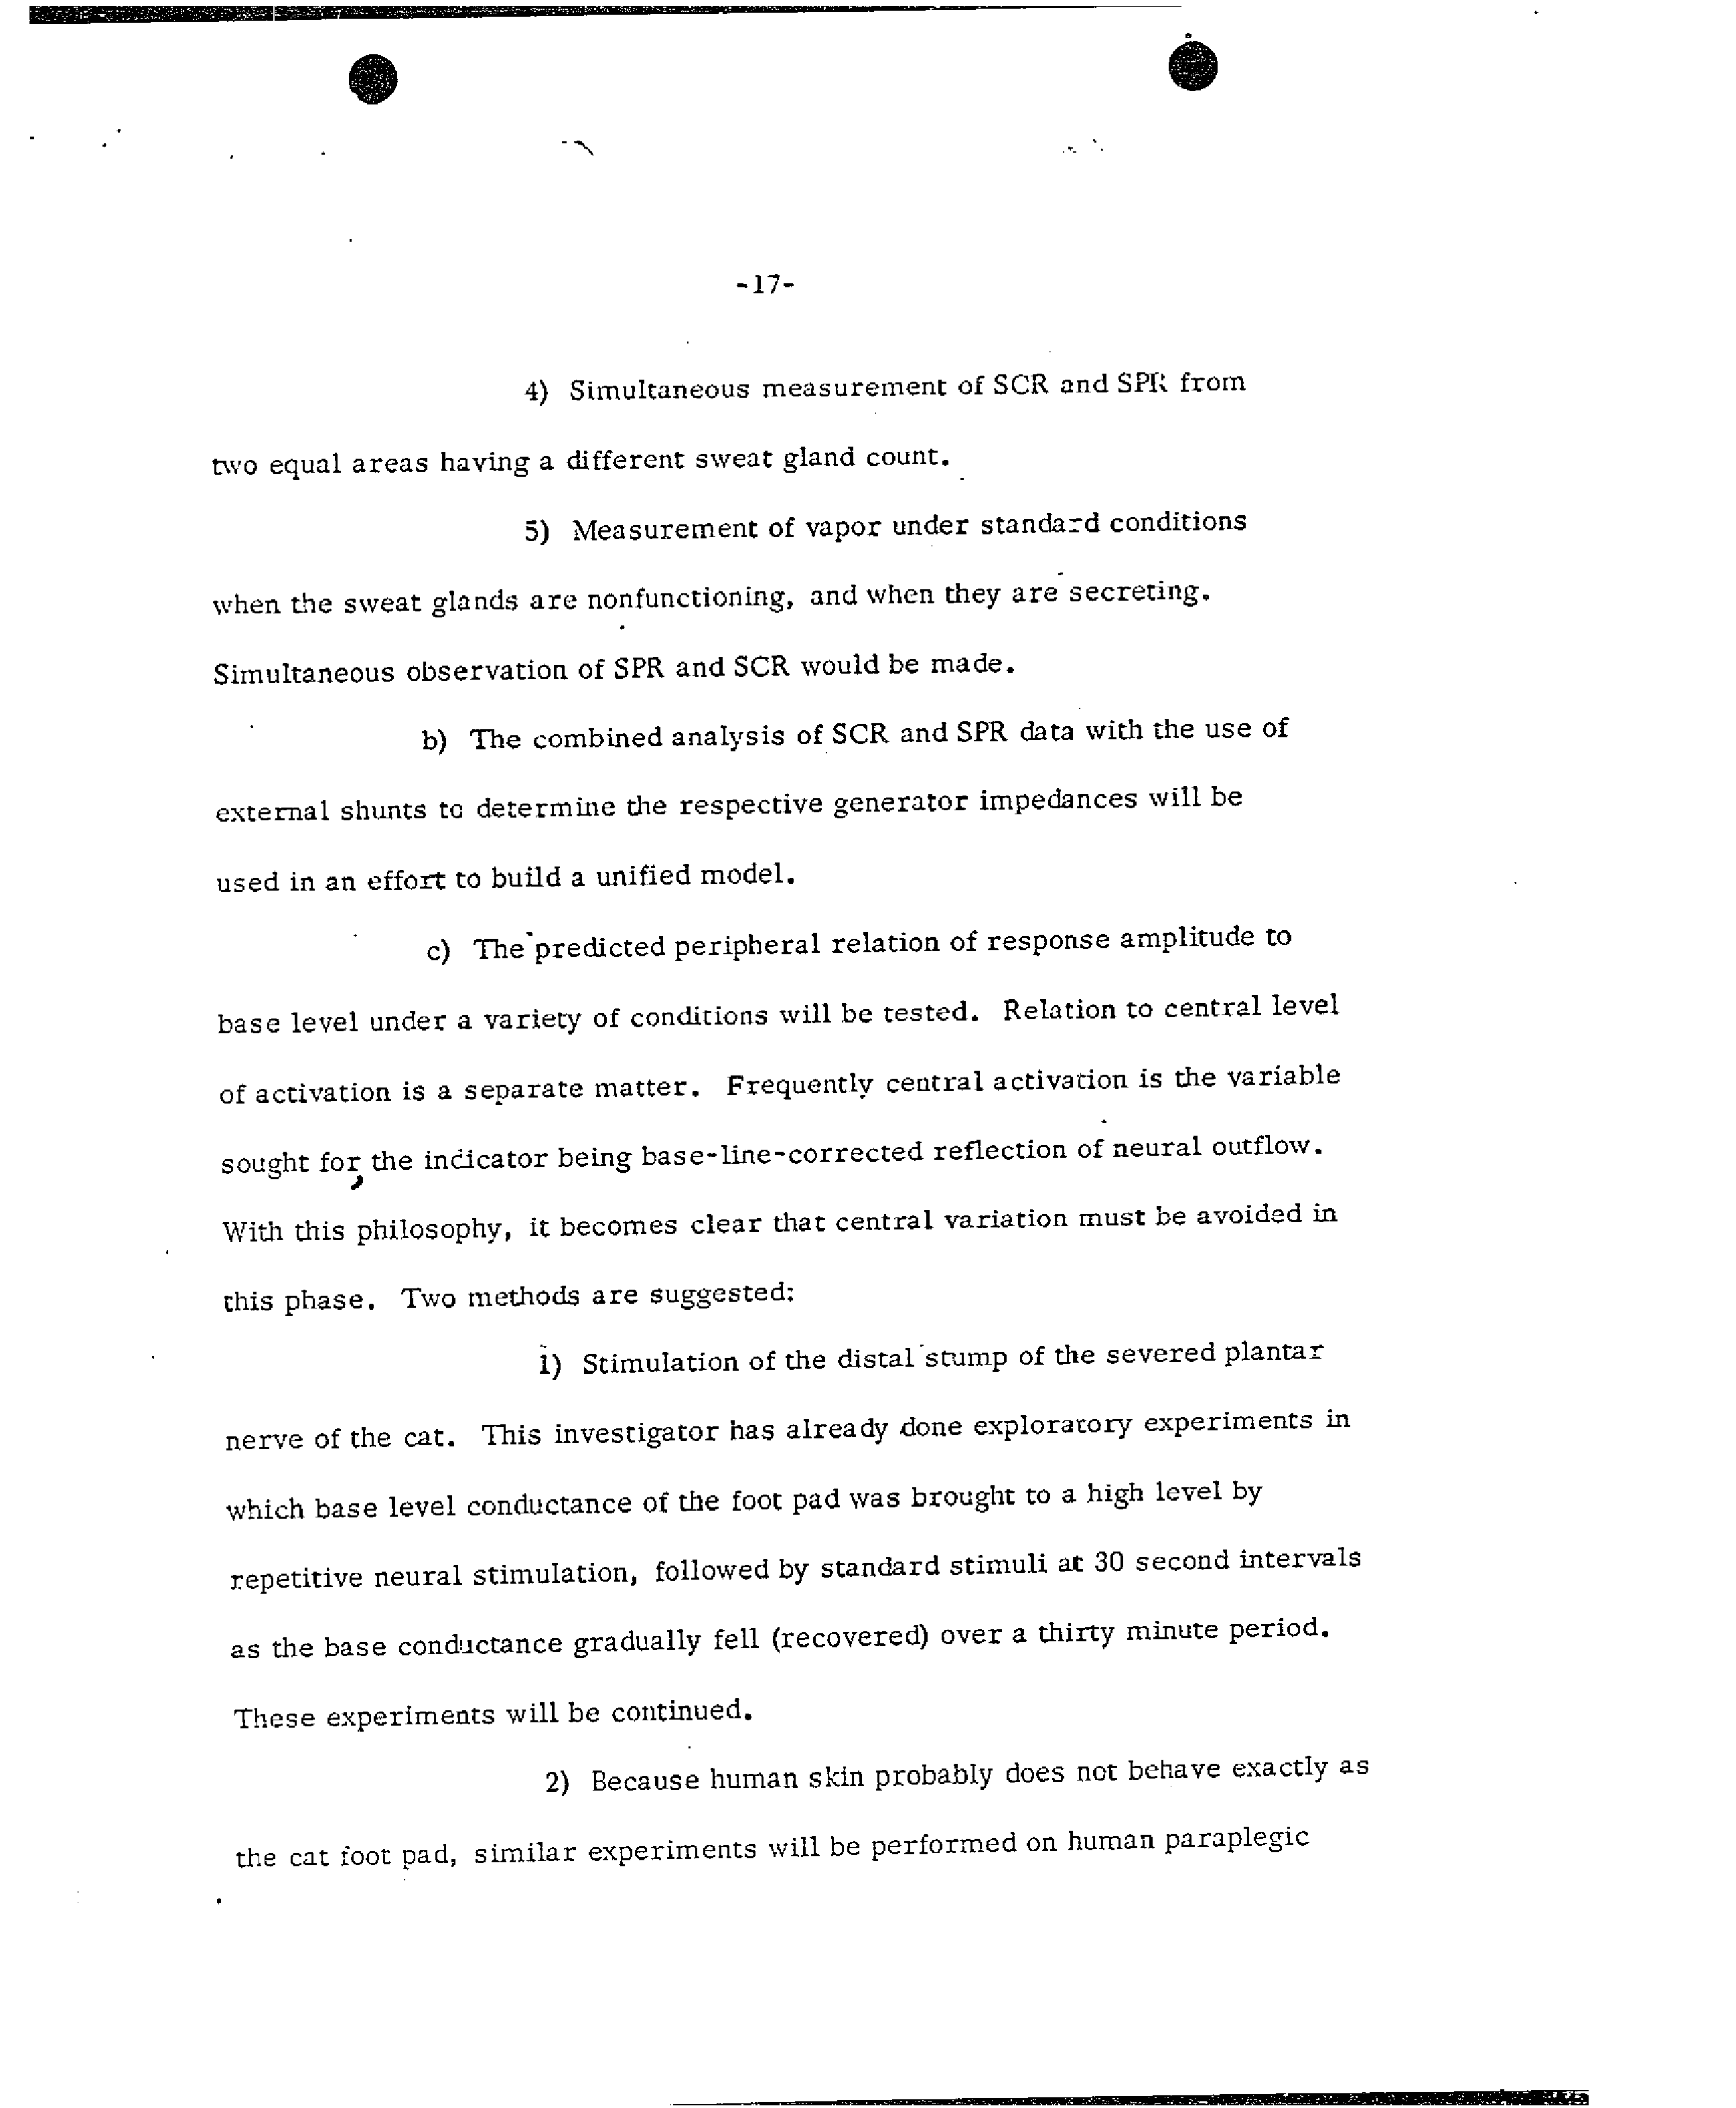 -17-
4) Simultaneous measurement of SCR and SPR from
two equal areas having a different sweat gland count.
5) Measurement of vapor under standard conditions
when the sweat glands are nonfunctioning, and when they are secreting.
Simultaneous observation of SPR and SCR would be made.
b) The combined analysis of SCR and SPR data with the use of
external shunts to determine the respective generator impedances will be
used in an effort to build a unified model.
c) The predicted peripheral relation of response amplitude to
base level under a variety of conditions will be tested. Relation to central level
of activation is a separate matter. Frequently central activation is the variable
sought for, the indicator being base-line-corrected reflection of neural outflow.
With this philosophy, it becomes clear that central variation must be avoided in
this phase. Two methods are suggested:
1) Stimulation of the distal stump of the severed plantar
nerve of the cat. This investigator has already done exploratory experiments in
which base level conductance of the foot pad was brought to a high level by
repetitive neural stimulation, followed by standard stimuli at 30 second intervals
as the base conductance gradually fell (recovered) over a thirty minute period.
These experiments will be continued.
2) Because human skin probably does not behave exactly as
the cat foot pad, similar experiments will be performed on human paraplegic